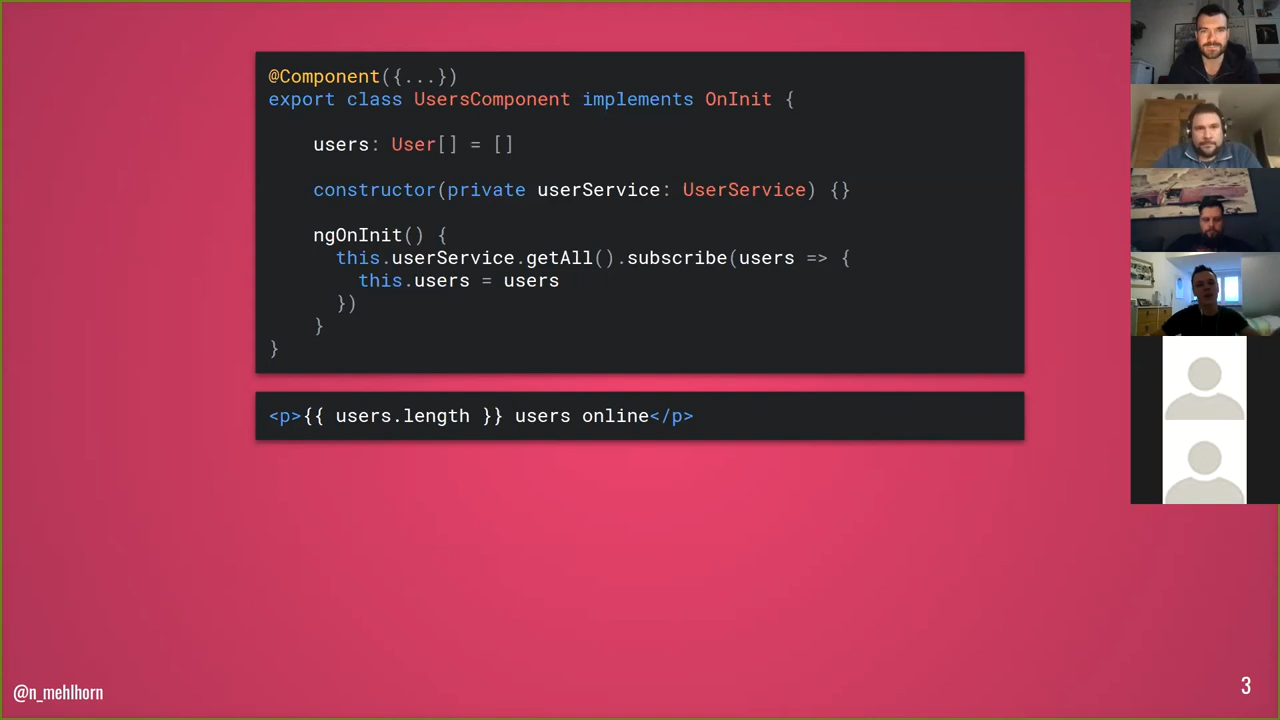 @Component({...})
export class UsersComponent implements OnInit {
users: User[] = []
constructor(private userService: UserService) {}
ngOnInit() {
this.userService.getAll().subscribe(users => {
this.users = users
})
}
}
<p>{{ users.length }} users online</p>
@n_mehlhorn
3